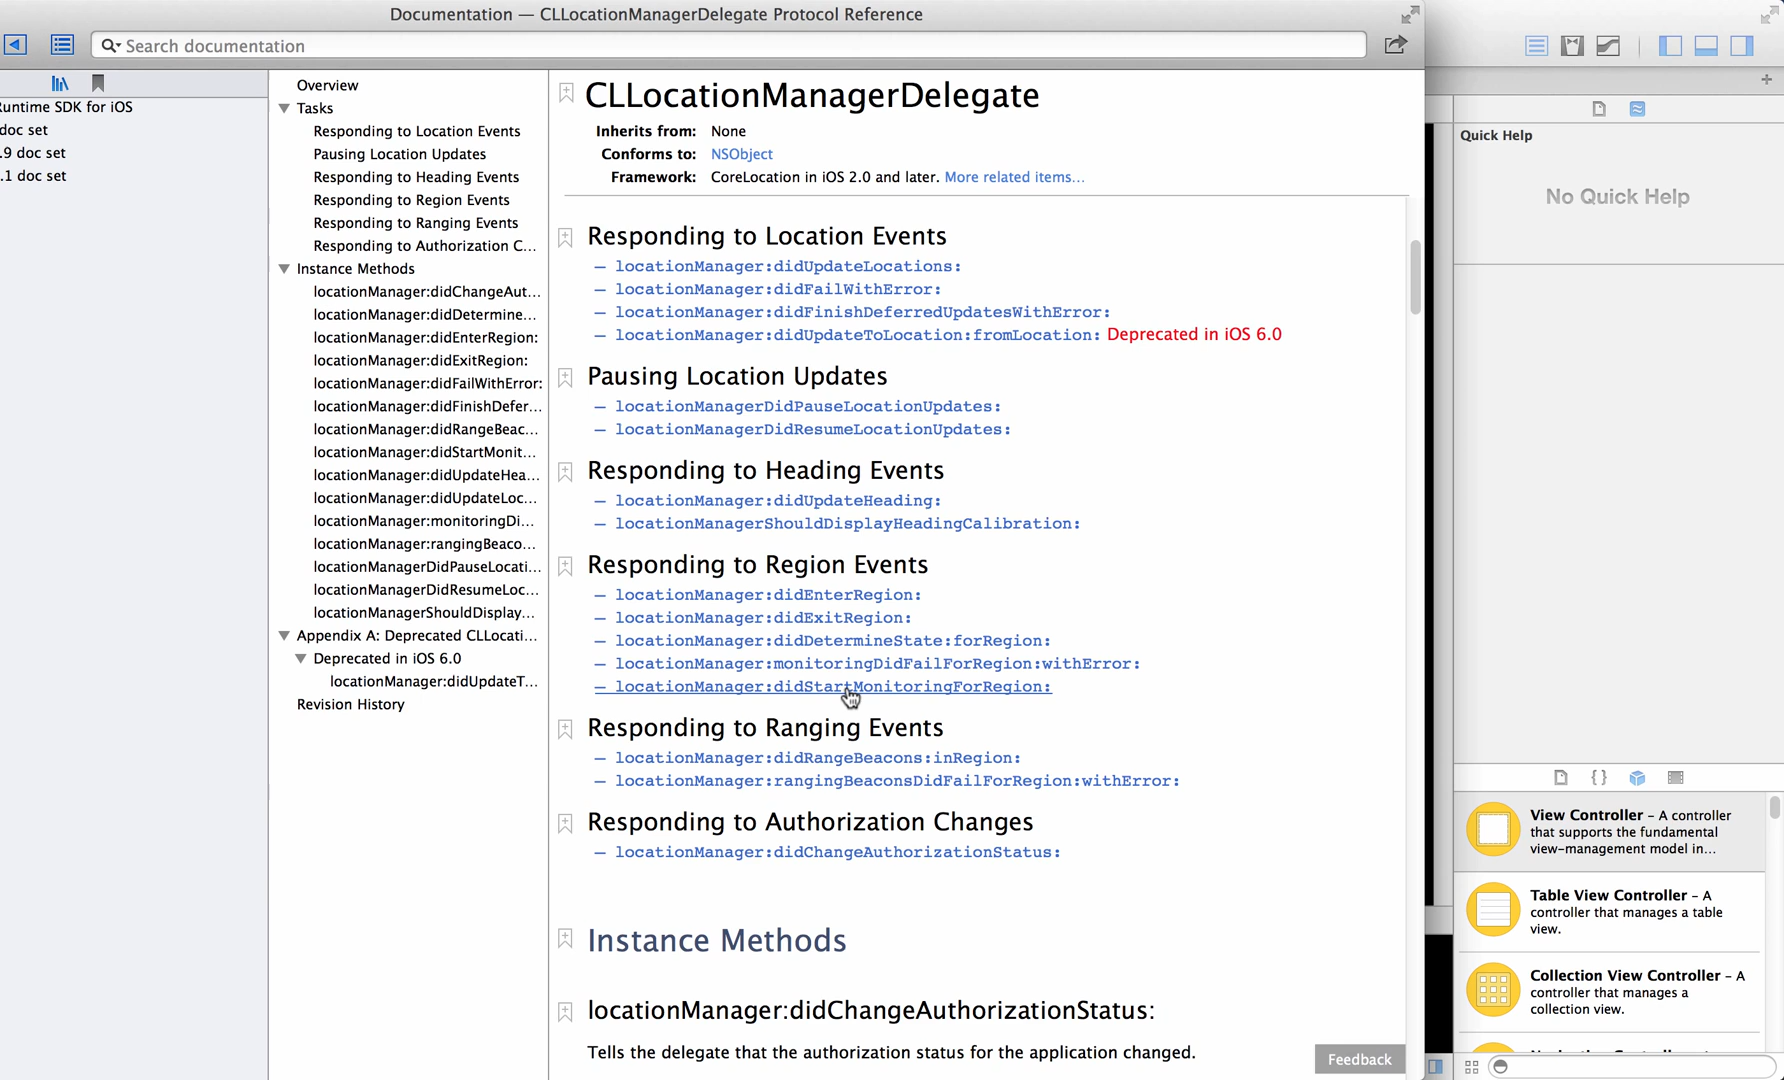 Documentation — CLLocationManagerDelegate Protocol Reference
Search documentation
Runtime SDK for iOS
doc set
.9 doc set
.1 doc set
Overview
Tasks
Responding to Location Events
Pausing Location Updates
Responding to Heading Events
Responding to Region Events
Responding to Ranging Events
Responding to Authorization C...
Instance Methods
locationManager:didChangeAut...
locationManager:didDetermine...
locationManager:didEnterRegion:
locationManager:didExitRegion:
locationManager:didFailWithError:
locationManager:didFinishDefer...
locationManager:didRangeBeac...
locationManager:didStartMonit...
locationManager:didUpdateHea...
locationManager:didUpdateLoc...
locationManager:monitoringDi...
locationManager:rangingBeaco...
locationManagerDidPauseLocati...
locationManagerDidResumeLoc...
locationManagerShouldDisplay...
Appendix A: Deprecated CLLocati...
Deprecated in iOS 6.0
locationManager:didUpdateT...
Revision History
CLLocationManagerDelegate
Inherits from: None
Conforms to: NSObject
Framework: CoreLocation in iOS 2.0 and later. More related items...
Responding to Location Events
– locationManager:didUpdateLocations:
– locationManager:didFailWithError:
– locationManager:didFinishDeferredUpdatesWithError:
– locationManager:didUpdateToLocation:fromLocation: Deprecated in iOS 6.0
Pausing Location Updates
– locationManagerDidPauseLocationUpdates:
– locationManagerDidResumeLocationUpdates:
Responding to Heading Events
– locationManager:didUpdateHeading:
– locationManagerShouldDisplayHeadingCalibration:
Responding to Region Events
– locationManager:didEnterRegion:
– locationManager:didExitRegion:
– locationManager:didDetermineState:forRegion:
– locationManager:monitoringDidFailForRegion:withError:
– locationManager:didStartMonitoringForRegion:
Responding to Ranging Events
– locationManager:didRangeBeacons:inRegion:
– locationManager:rangingBeaconsDidFailForRegion:withError:
Responding to Authorization Changes
– locationManager:didChangeAuthorizationStatus:
Instance Methods
locationManager:didChangeAuthorizationStatus:
Tells the delegate that the authorization status for the application changed.
Feedback
Quick Help
No Quick Help
View Controller – A controller
that supports the fundamental
view-management model in...
Table View Controller – A
controller that manages a table
view.
Collection View Controller – A
controller that manages a
collection view.